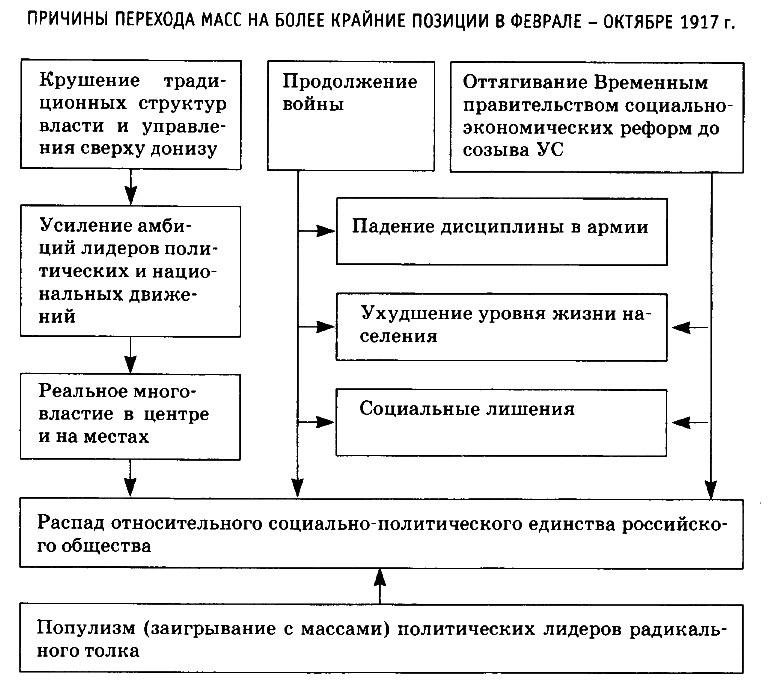 ПРИЧИНЫ ПЕРЕХОДА МАСС НА БОЛЕЕ КРАЙНИЕ ПОЗИЦИИ В ФЕВРАЛЕ – ОКТЯБРЕ 1917 г.
Крушение тради-
ционных структур
власти и управле-
ния сверху донизу
Продолжение
войны
Оттягивание Временным
правительством социально-
экономических реформ до
созыва УС
Усиление амби-
ций лидеров поли-
тических и нацио-
нальных движе-
ний
Падение дисциплины в армии
Ухудшение уровня жизни на-
селения
Реальное много-
властие в центре
и на местах
Социальные лишения
Распад относительного социально-политического единства российско-
го общества
Популизм (заигрывание с массами) политических лидеров радикаль-
ного толка